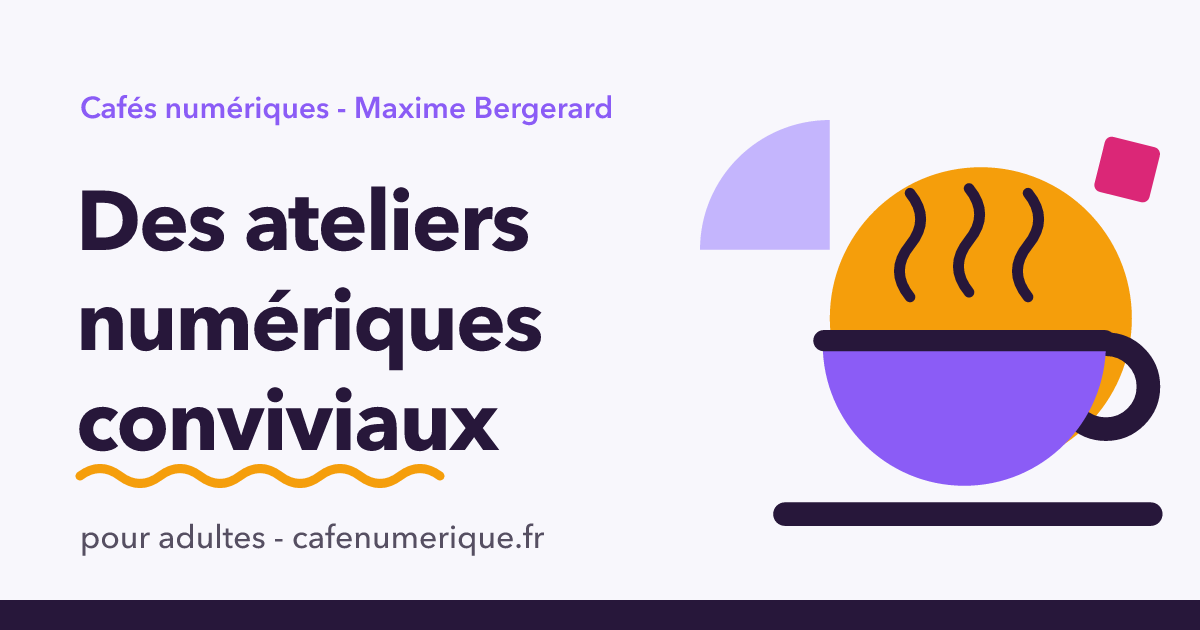 Cafés numériques - Maxime Bergerard
Des ateliers
numériques
conviviaux
pour adultes - cafenumerique.fr